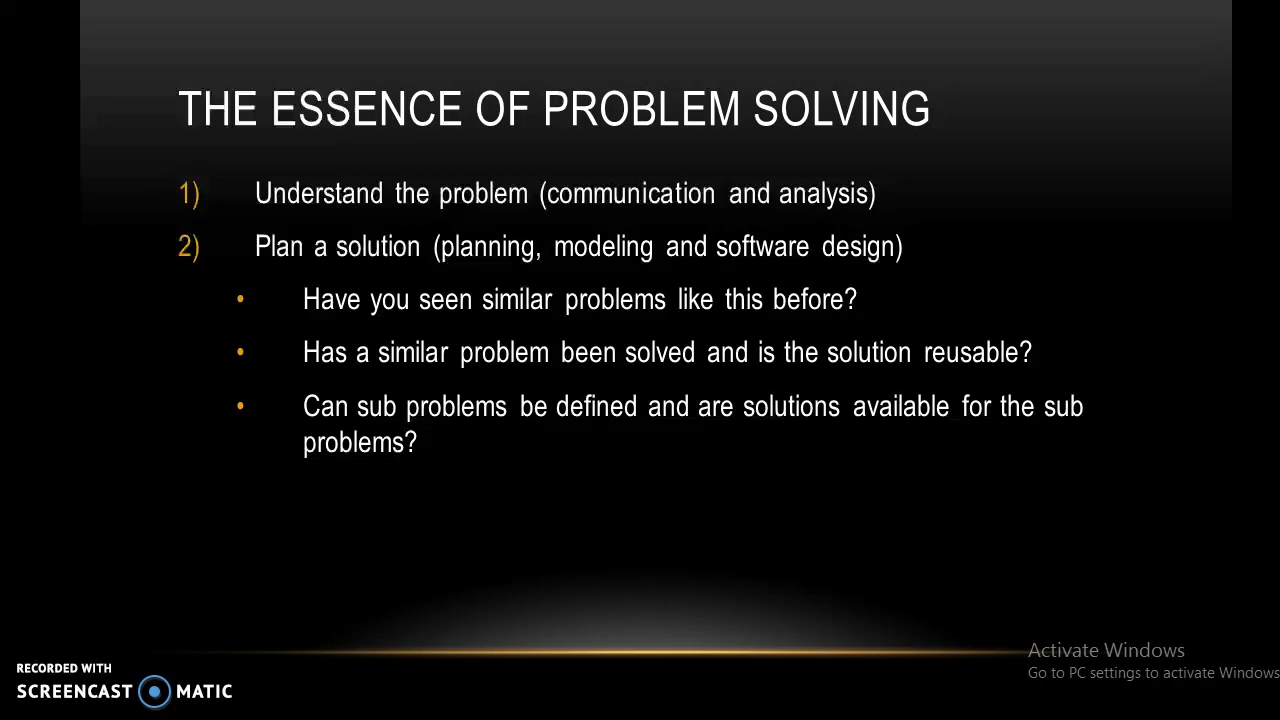 THE ESSENCE OF PROBLEM SOLVING
1) Understand the problem (communication and analysis)
2) Plan a solution (planning, modeling and software design)
• Have you seen similar problems like this before?
• Has a similar problem been solved and is the solution reusable?
• Can sub problems be defined and are solutions available for the sub
problems?
Activate Windows
Go to PC settings to activate Windows
RECORDED WITH
SCREENCAST MATIC